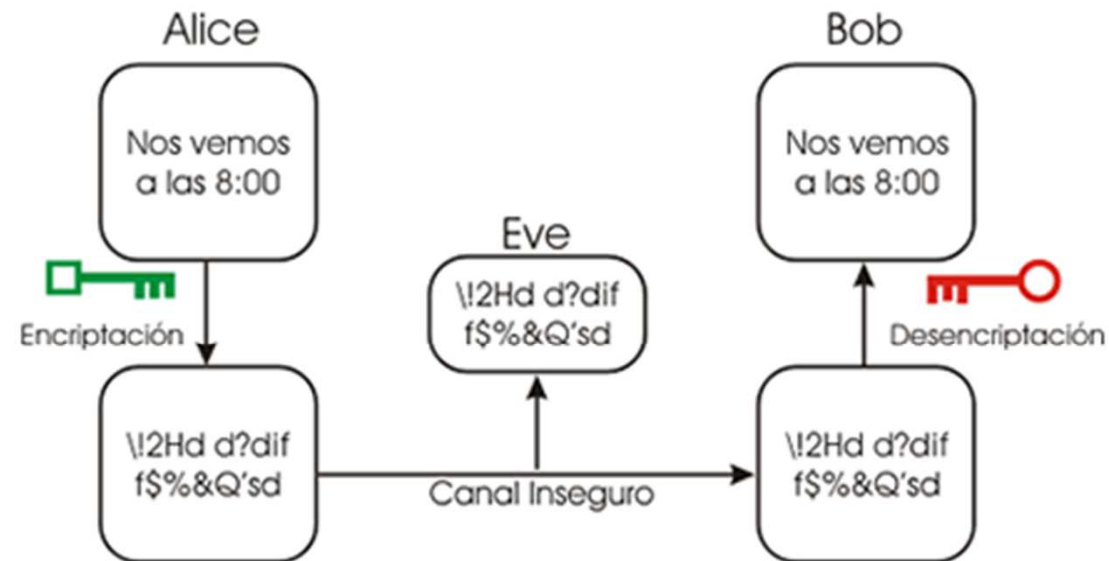 Alice
Nos vemos
a las 8:00
Encriptación
\!2Hd d?dif
f$%&Q'sd
Eve
\!2Hd d?dif
f$%&Q'sd
Canal Inseguro
Bob
Nos vemos
a las 8:00
Desencriptación
\!2Hd d?dif
f$%&Q'sd